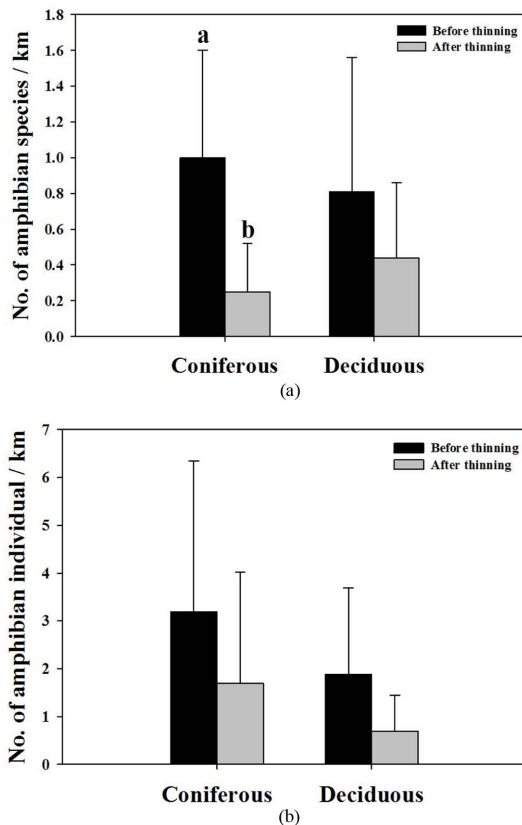 No. of amphibian species / km
1.8
1.6
1.4
1.2
1.0
0.8
0.6
0.4
0.2
0.0
a
b
Before thinning
After thinning
Coniferous Deciduous
(a)
No. of amphibian individual / km
7
6
5
4
3
2
1
0
Before thinning
After thinning
Coniferous Deciduous
(b)